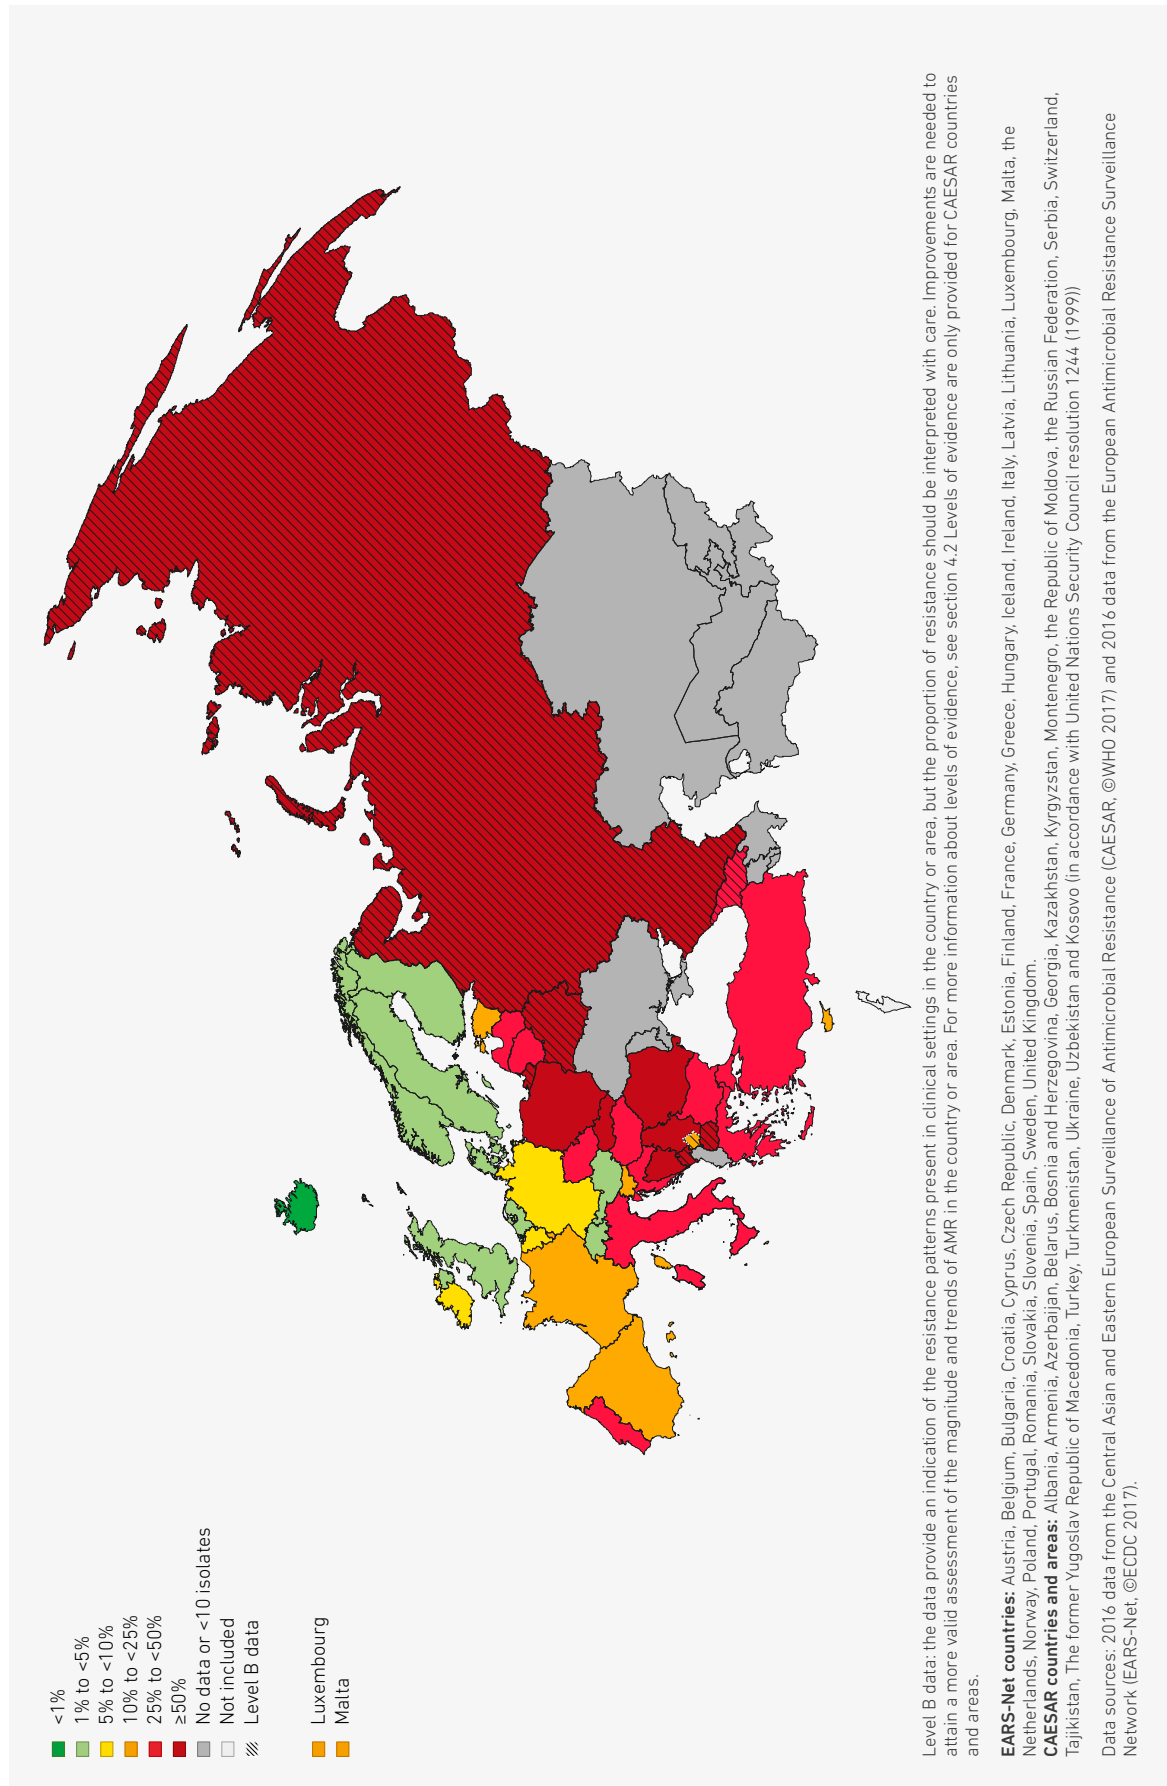 <1%
1% to <5%
5% to <10%
10% to <25%
25% to <50%
≥50%
No data or <10 isolates
Not included
Level B data
Luxembourg
Malta
Level B data: the data provide an indication of the resistance patterns present in clinical settings in the country or area, but the proportion of resistance should be interpreted with care. Improvements are needed to
attain a more valid assessment of the magnitude and trends of AMR in the country or area. For more information about levels of evidence, see section 4.2 Levels of evidence are only provided for CAESAR countries
and areas.
EARS-Net countries: Austria, Belgium, Bulgaria, Croatia, Cyprus, Czech Republic, Denmark, Estonia, Finland, France, Germany, Greece, Hungary, Iceland, Ireland, Italy, Latvia, Lithuania, Luxembourg, Malta, the
Netherlands, Norway, Poland, Portugal, Romania, Slovakia, Slovenia, Spain, Sweden, United Kingdom.
CAESAR countries and areas: Albania, Armenia, Azerbaijan, Belarus, Bosnia and Herzegovina, Georgia, Kazakhstan, Kyrgyzstan, Montenegro, the Republic of Moldova, the Russian Federation, Serbia, Switzerland,
Tajikistan, The former Yugoslav Republic of Macedonia, Turkey, Turkmenistan, Ukraine, Uzbekistan and Kosovo (in accordance with United Nations Security Council resolution 1244 (1999))
Data sources: 2016 data from the Central Asian and Eastern European Surveillance of Antimicrobial Resistance (CAESAR, ©WHO 2017) and 2016 data from the European Antimicrobial Resistance Surveillance
Network (EARS-Net, ©ECDC 2017).